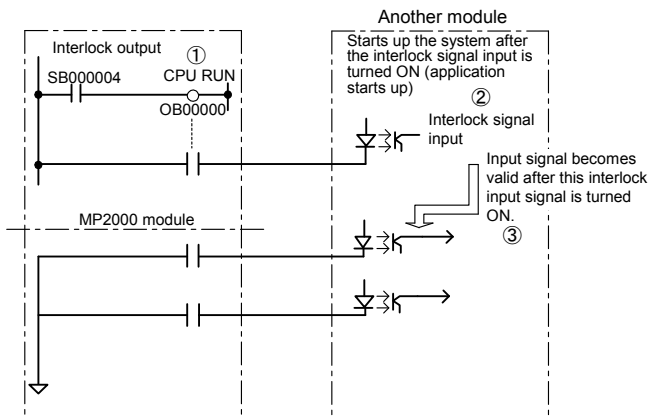 Another module
Interlock output
①
SB000004
CPU RUN
OB00000
Starts up the system after
the interlock signal input is
turned ON (application
starts up)
②
Interlock signal
input
Input signal becomes
valid after this interlock
input signal is turned
ON.
③
MP2000 module